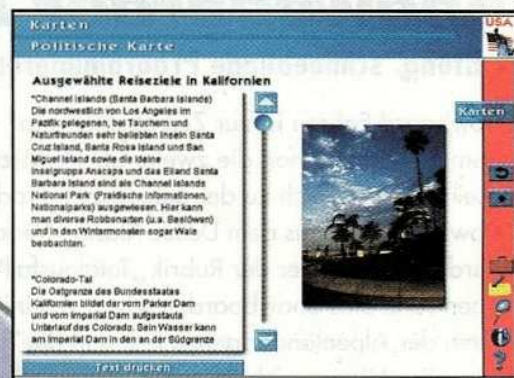 Karten
USA
Politische Karte
Ausgewählte Reiseziele in Kalifornien
*Channel Islands (Santa Barbara Islands)
Die nordwestlich von Los Angeles im
Pazifik gelegenen, bei Tauchern und
Naturfreunden sehr beliebten Inseln Santa
Cruz Island, Santa Rosa Island und San
Miguel Island sowie die kleine
Inselgruppe Anacapa und das Eiland Santa
Barbara Island sind als Channel Islands
National Park (Praktische Informationen,
Nationalparks) ausgewiesen. Hier kann
man diverse Robbenarten (u.a. Seelöwen)
und in den Wintermonaten sogar Wale
beobachten.
*Colorado-Tal
Die Ostgrenze des Bundesstaates
Kalifornien bildet der vom Parker Dam
und vom Imperial Dam aufgestaute
Unterlauf des Colorado. Sein Wasser kann
am Imperial Dam in den an der Südgrenze
Text drucken
Karten